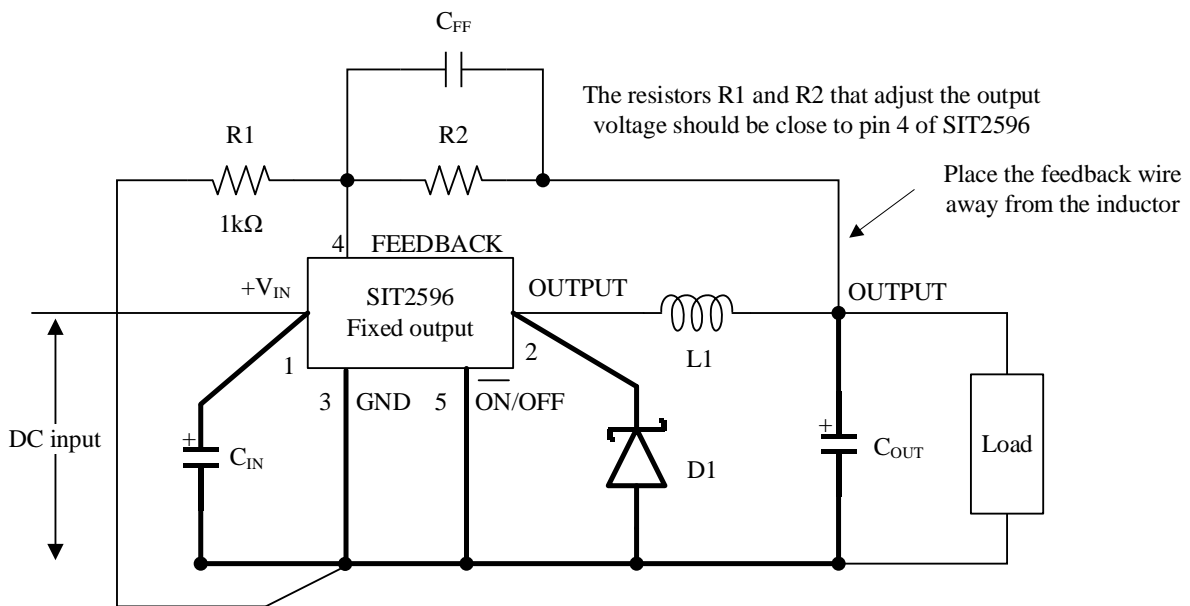 CFF
The resistors R1 and R2 that adjust the output
voltage should be close to pin 4 of SIT2596
R1
R2
Place the feedback wire
away from the inductor
1kΩ
4
FEEDBACK
+VIN
SIT2596
Fixed output
OUTPUT
OUTPUT
1
2
L1
3
GND
5
ON/OFF
DC input
+
CIN
D1
+
COUT
Load